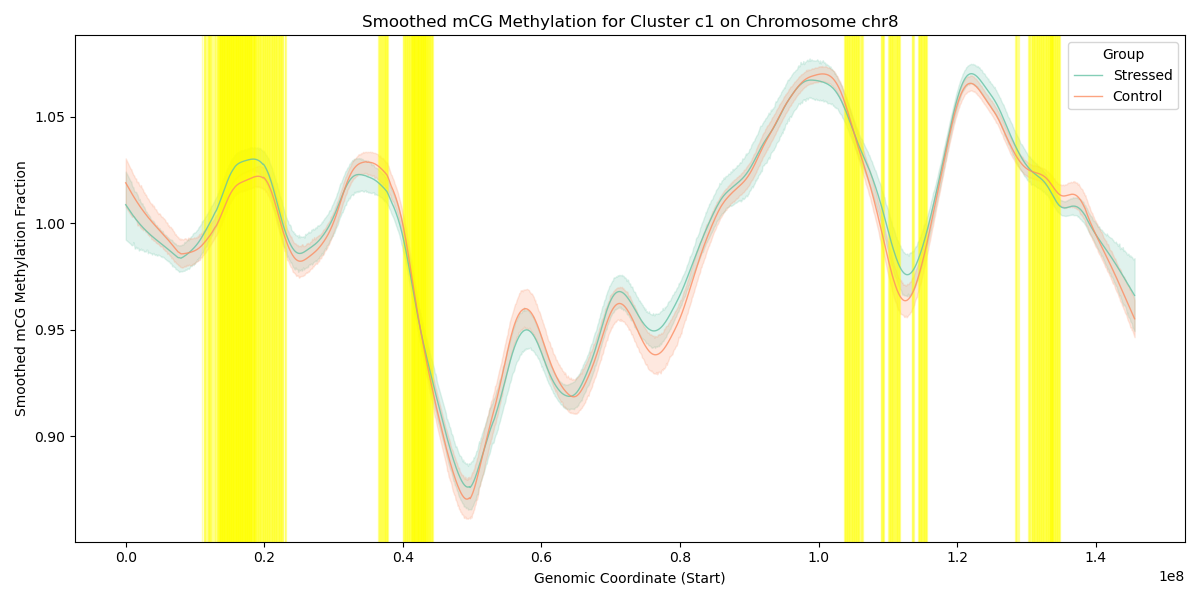 Smoothed mCG Methylation for Cluster c1 on Chromosome chr8
Group
Stressed
Control
Smoothed mCG Methylation Fraction
1.05
1.00
0.95
0.90
0.0 0.2 0.4 0.6 0.8 1.0 1.2 1.4
1e8
Genomic Coordinate (Start)